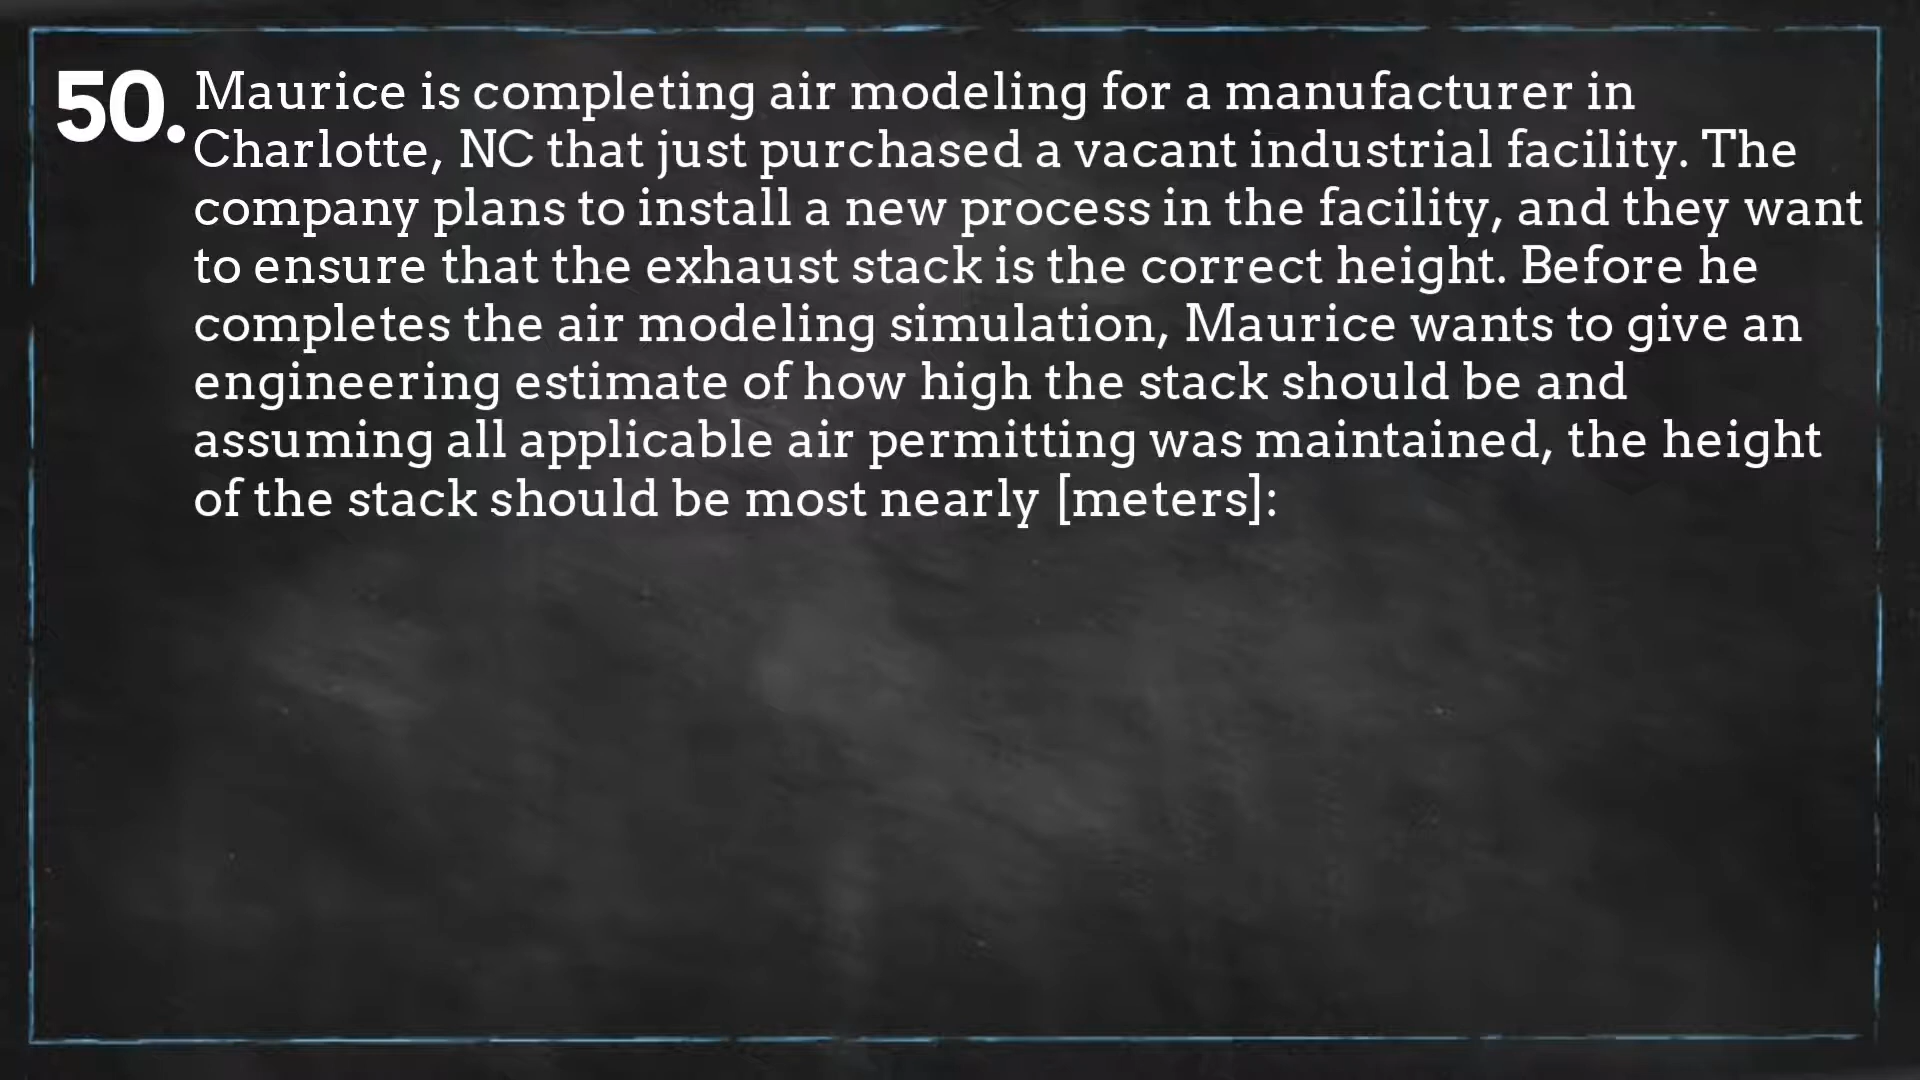 50. Maurice is completing air modeling for a manufacturer in
Charlotte, NC that just purchased a vacant industrial facility. The
company plans to install a new process in the facility, and they want
to ensure that the exhaust stack is the correct height. Before he
completes the air modeling simulation, Maurice wants to give an
engineering estimate of how high the stack should be and
assuming all applicable air permitting was maintained, the height
of the stack should be most nearly [meters]: